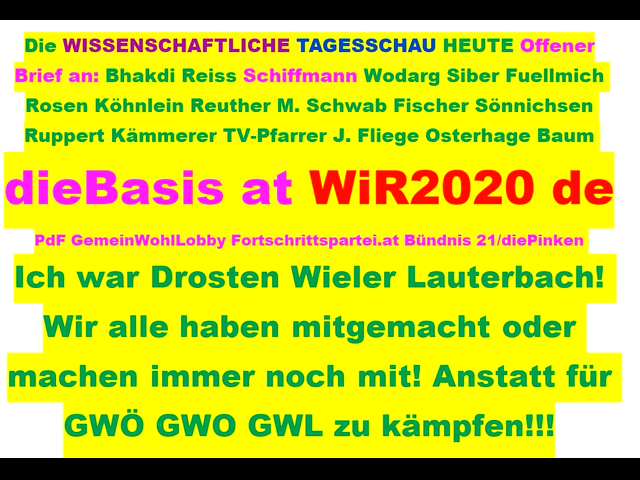 Die WISSENSCHAFTLICHE TAGESSCHAU HEUTE Offener
Brief an: Bhakdi Reiss Schiffmann Wodarg Siber Fuellmich
Rosen Köhnlein Reuther M. Schwab Fischer Sönnichsen
Ruppert Kämmerer TV-Pfarrer J. Fliege Osterhage Baum
dieBasis at WiR2020 de
PdF GemeinWohlLobby Fortschrittspartei.at Bündnis 21/diePinken
Ich war Drosten Wieler Lauterbach!
Wir alle haben mitgemacht oder
machen immer noch mit! Anstatt für
GWÖ GWO GWL zu kämpfen!!!